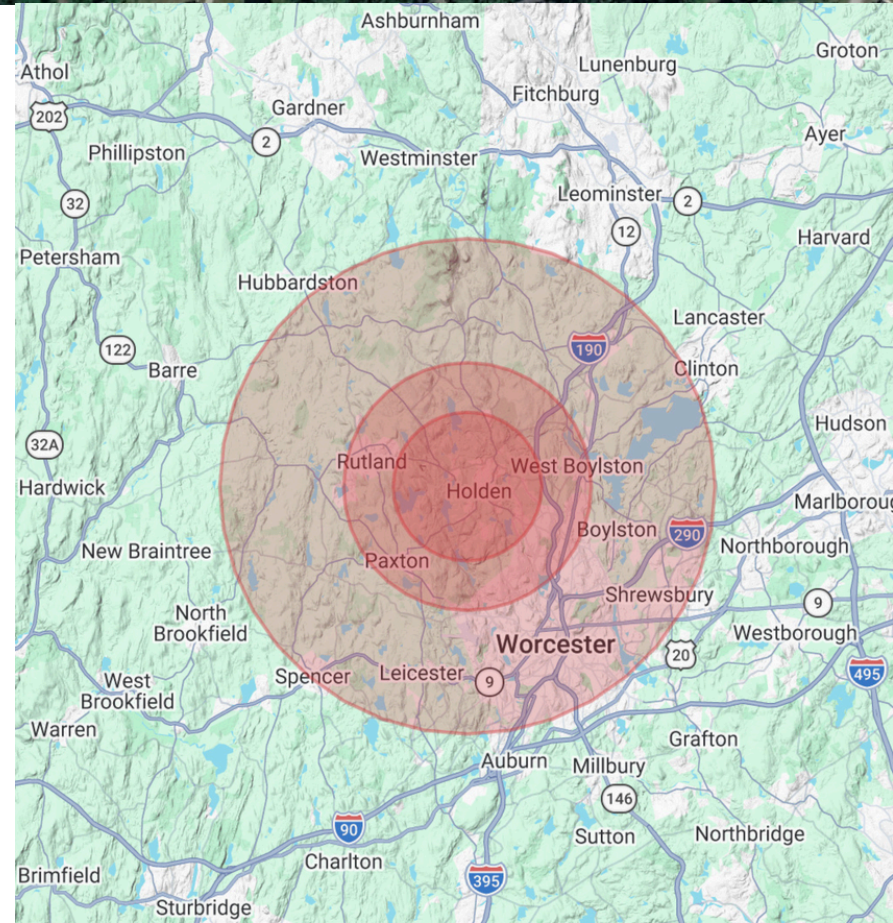 Ashburnham
Athol
Lunenburg
Groton
Fitchburg
Gardner
202
2
Ayer
Phillipston
Westminster
Leominster
2
32
12
Harvard
Petersham
Hubbardston
Lancaster
122
190
Barre
Clinton
Hudson
32A
Rutland
West Boylston
Hardwick
Holden
Marlboroug
Boylston
290
New Braintree
Northborough
Paxton
Shrewsbury
9
North
Brookfield
Westborough
Worcester
20
Spencer
Leicester
9
495
West
Brookfield
Warren
Grafton
Auburn
Millbury
146
90
Sutton
Northbridge
Charlton
Brimfield
395
Sturbridge